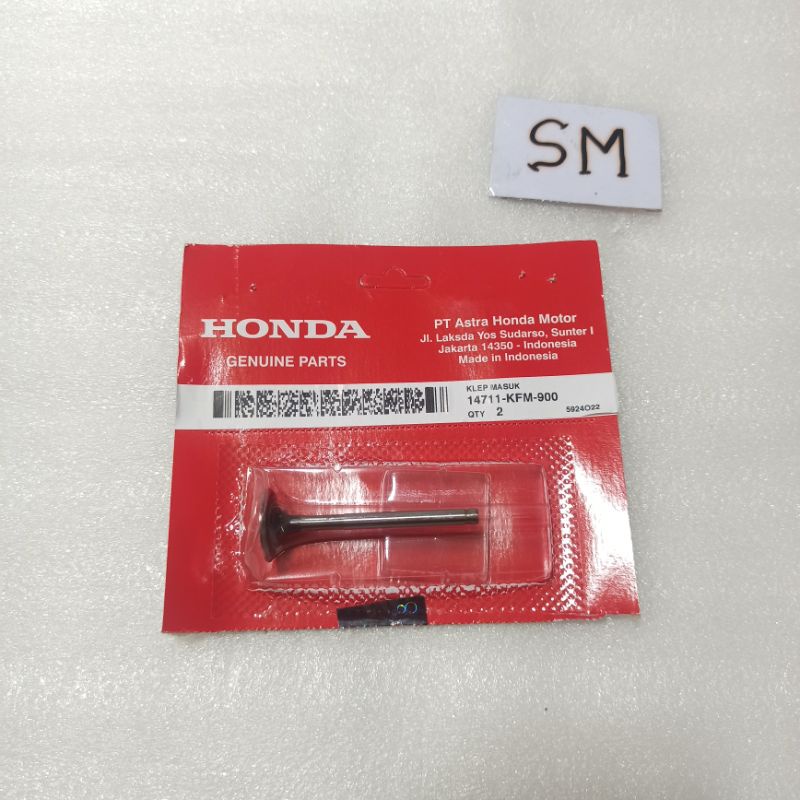 SM
HONDA
GENUINE PARTS
PT Astra Honda Motor
Jl. Laksda Yos Sudarso, Sunter I
Jakarta 14350 - Indonesia
Made in Indonesia
KLEP MASUK
14711-KFM-900
QTY 2
5924O22